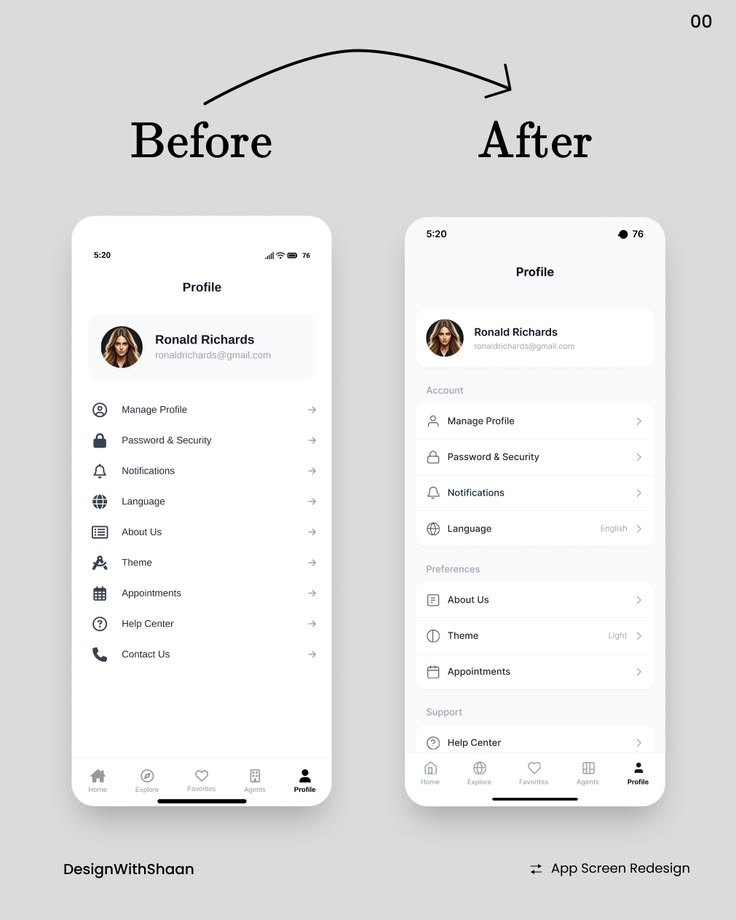 00
Before
After
5:20
76
Profile
Ronald Richards
ronaldrichards@gmail.com
Manage Profile
Password & Security
Notifications
Language
About Us
Theme
Appointments
Help Center
Contact Us
Home
Explore
Favorites
Agents
Profile
5:20
76
Profile
Ronald Richards
ronaldrichards@gmail.com
Account
Manage Profile
Password & Security
Notifications
Language English
Preferences
About Us
Theme Light
Appointments
Support
Help Center
Home
Explore
Favorites
Agents
Profile
DesignWithShaan
App Screen Redesign